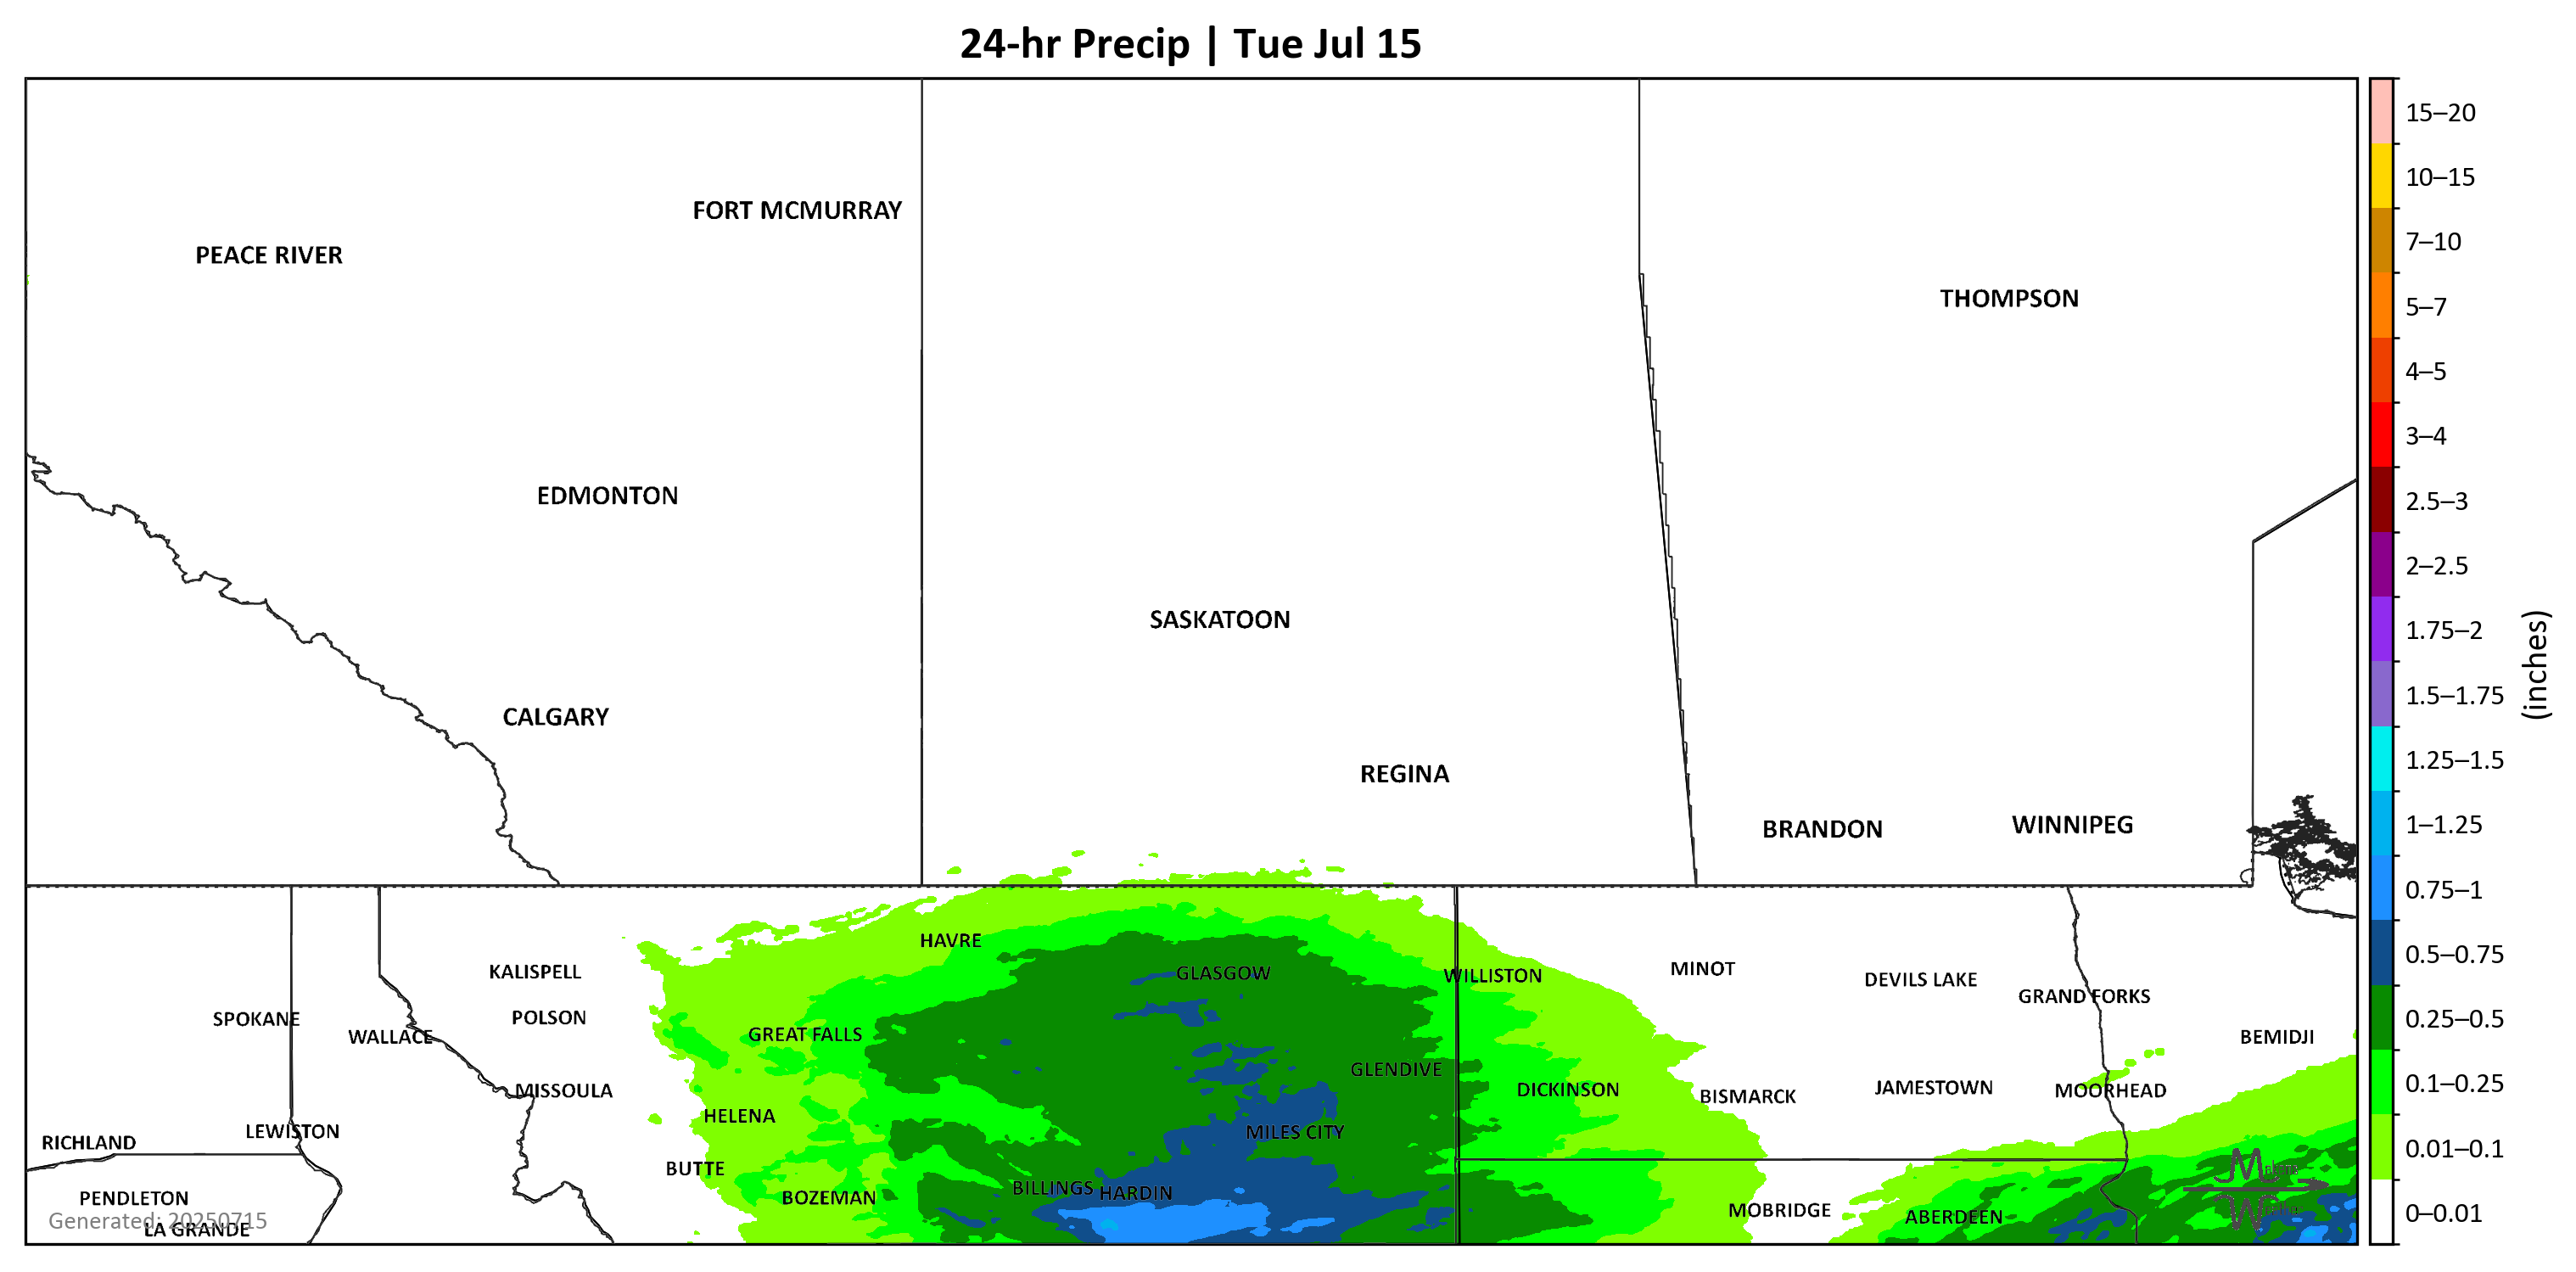 24-hr Precip | Tue Jul 15
FORT MCMURRAY
PEACE RIVER
THOMPSON
EDMONTON
SASKATOON
CALGARY
REGINA
BRANDON
WINNIPEG
HAVRE
KALISPELL
GLASGOW
WILLISTON
MINOT
DEVILS LAKE
GRAND FORKS
SPOKANE
POLSON
WALLACE
GREAT FALLS
BEMIDJI
GLENDIVE
MISSOULA
DICKINSON
BISMARCK
JAMESTOWN
MOORHEAD
HELENA
RICHLAND
LEWISTON
MILES CITY
BUTTE
PENDLETON
BOZEMAN
BILLINGS
HARDIN
MOBRIDGE
ABERDEEN
Generated: 20250715
LA GRANDE
15–20
10–15
7–10
5–7
4–5
3–4
2.5–3
2–2.5
1.75–2
1.5–1.75
1.25–1.5
1–1.25
0.75–1
0.5–0.75
0.25–0.5
0.1–0.25
0.01–0.1
0–0.01
(inches)